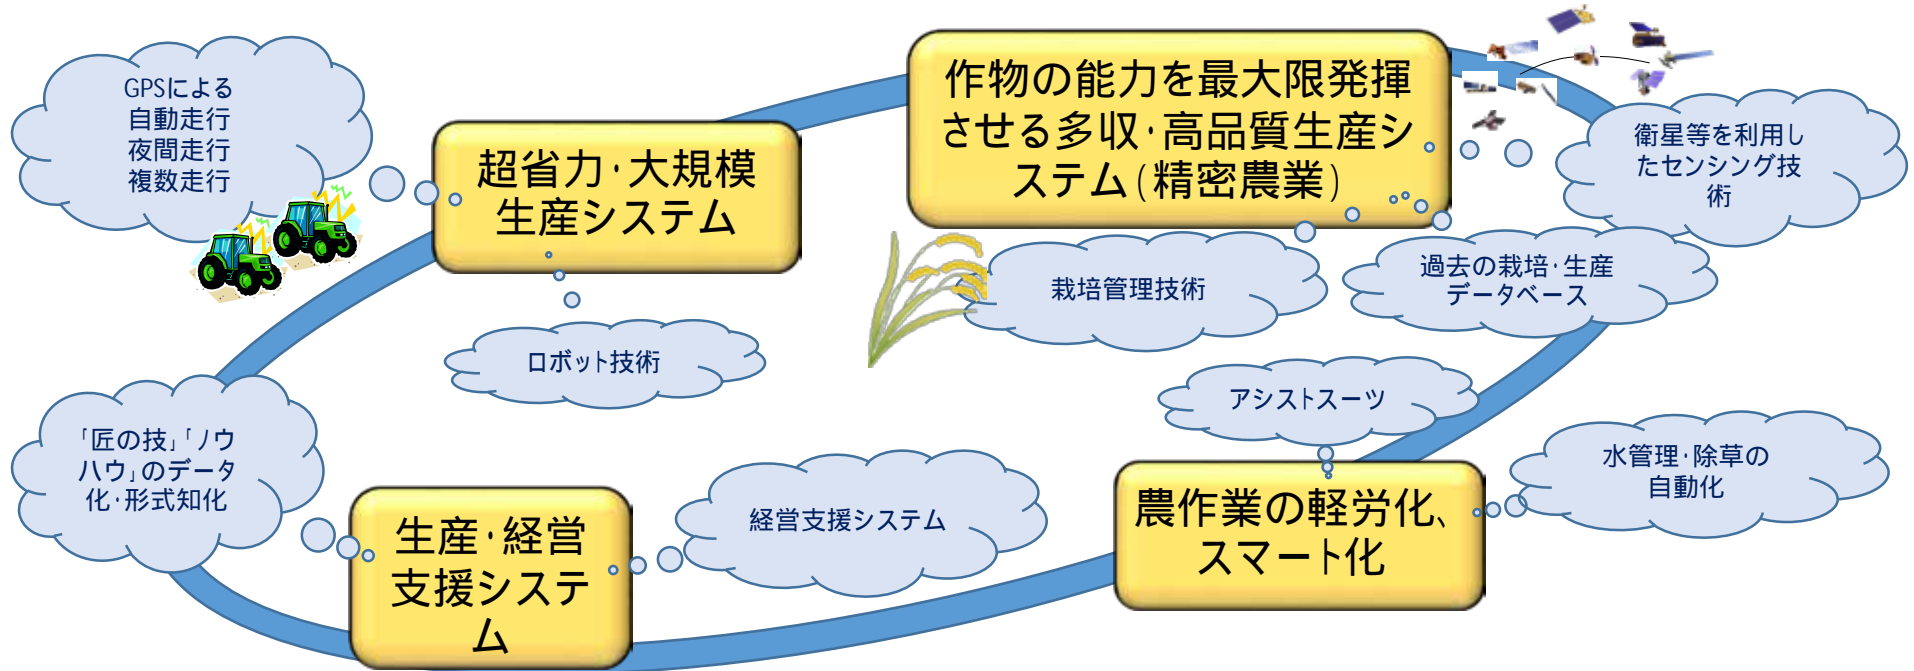 GPSによる
自動走行
夜間走行
複数走行
超省力・大規模
生産システム
作物の能力を最大限発揮
させる多収・高品質生産シ
ステム(精密農業)
衛星等を利用し
たセンシング技
術
栽培管理技術
過去の栽培・生産
データベース
ロボット技術
アシストスーツ
「匠の技」「ノウ
ハウ」のデータ
化・形式知化
生産・経営
支援システ
ム
経営支援システム
農作業の軽労化、
スマート化
水管理・除草の
自動化